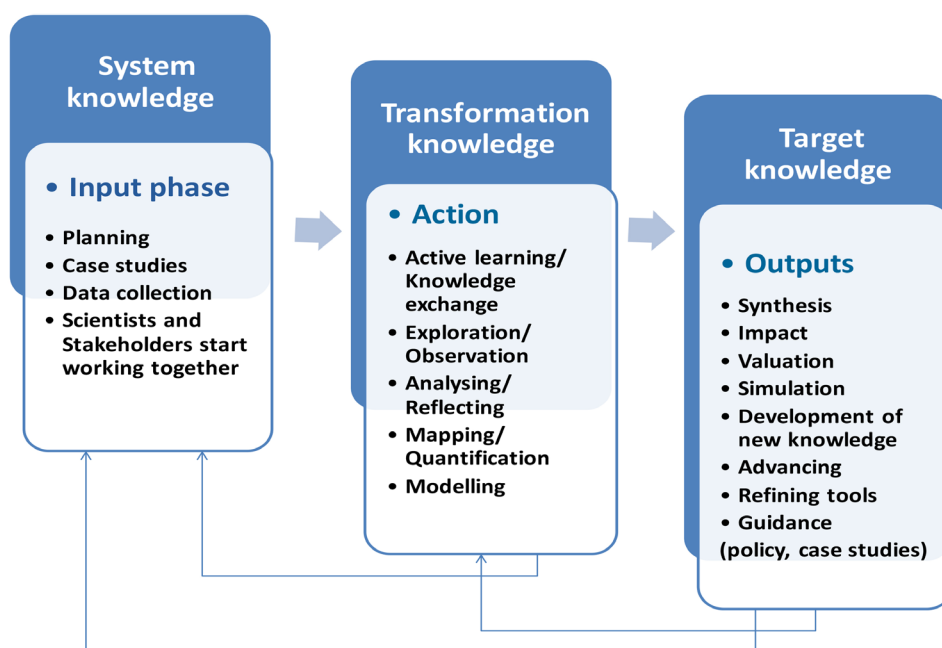 System
knowledge
• Input phase
• Planning
• Case studies
• Data collection
• Scientists and
Stakeholders start
working together
Transformation
knowledge
• Action
• Active learning/
Knowledge
exchange
• Exploration/
Observation
• Analysing/
Reflecting
• Mapping/
Quantification
• Modelling
Target
knowledge
• Outputs
• Synthesis
• Impact
• Valuation
• Simulation
• Development of
new knowledge
• Advancing
• Refining tools
• Guidance
(policy, case studies)